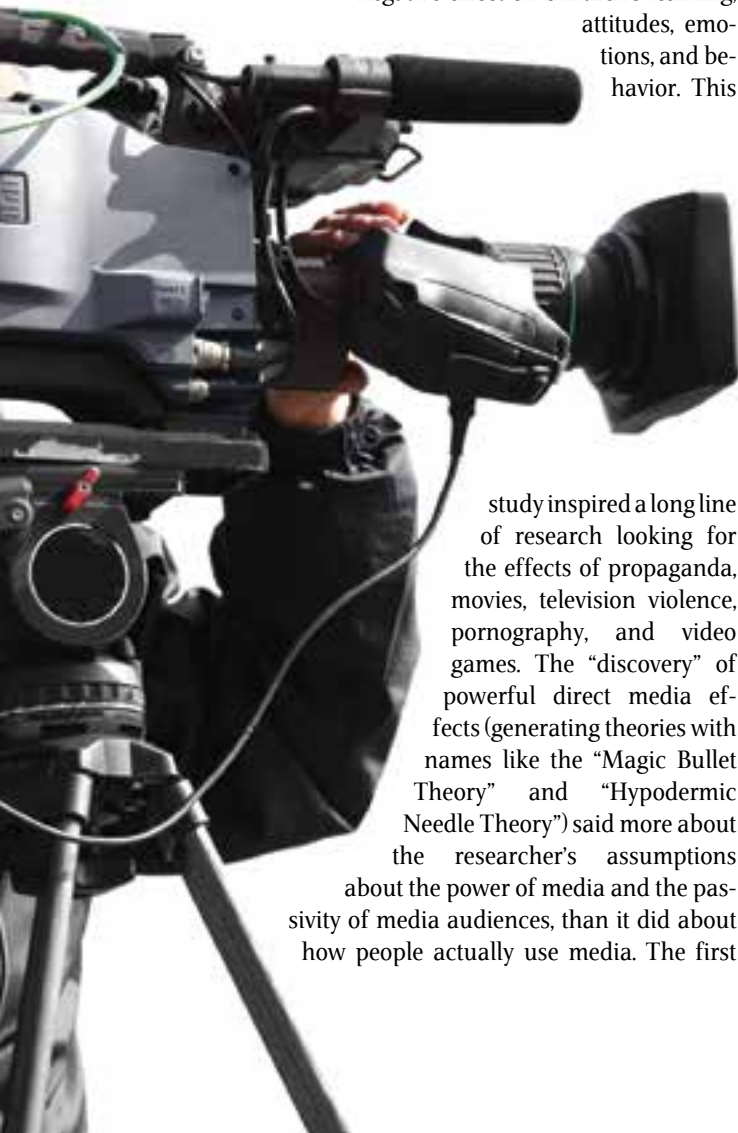 attitudes, emo-
tions, and be-
havior. This
study inspired a long line
of research looking for
the effects of propaganda,
movies, television violence,
pornography, and video
games. The “discovery” of
powerful direct media ef-
fects (generating theories with
names like the “Magic Bullet
Theory” and “Hypodermic
Needle Theory”) said more about
the researcher’s assumptions
about the power of media and the pas-
sivity of media audiences, than it did about
how people actually use media. The first